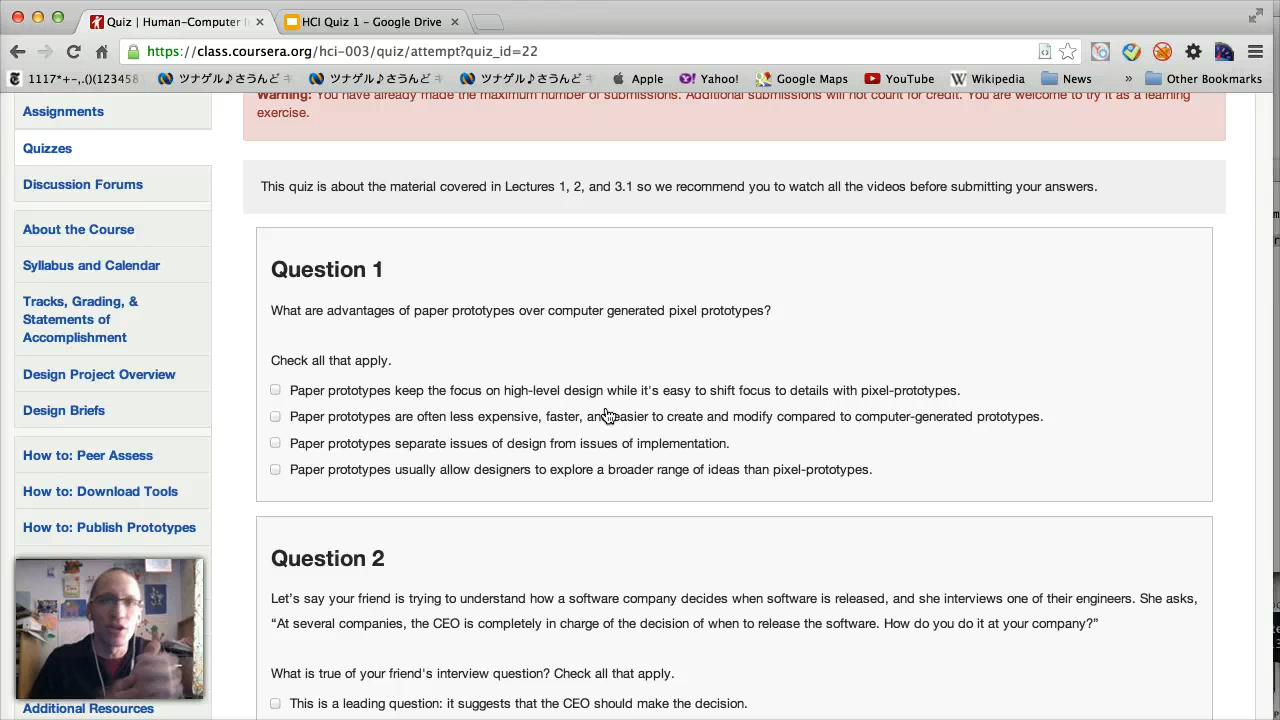 Quiz | Human-Computer I
HCI Quiz 1 – Google Drive
https://class.coursera.org/hci-003/quiz/attempt?quiz_id=22
1117*+−,.()(123458
ツナゲル♪さうんどキ
ツナゲル♪さうんどキ
ツナゲル♪さうんどキ
Apple
Yahoo!
Google Maps
YouTube
Wikipedia
News
»
Other Bookmarks
Assignments
Quizzes
Discussion Forums
About the Course
Syllabus and Calendar
Tracks, Grading, &
Statements of
Accomplishment
Design Project Overview
Design Briefs
How to: Peer Assess
How to: Download Tools
How to: Publish Prototypes
Additional Resources
Warning: You have already made the maximum number of submissions. Additional submissions will not count for credit. You are welcome to try it as a learning
exercise.
This quiz is about the material covered in Lectures 1, 2, and 3.1 so we recommend you to watch all the videos before submitting your answers.
Question 1
What are advantages of paper prototypes over computer generated pixel prototypes?
Check all that apply.
Paper prototypes keep the focus on high-level design while it's easy to shift focus to details with pixel-prototypes.
Paper prototypes are often less expensive, faster, and easier to create and modify compared to computer-generated prototypes.
Paper prototypes separate issues of design from issues of implementation.
Paper prototypes usually allow designers to explore a broader range of ideas than pixel-prototypes.
Question 2
Let's say your friend is trying to understand how a software company decides when software is released, and she interviews one of their engineers. She asks,
“At several companies, the CEO is completely in charge of the decision of when to release the software. How do you do it at your company?”
What is true of your friend's interview question? Check all that apply.
This is a leading question: it suggests that the CEO should make the decision.